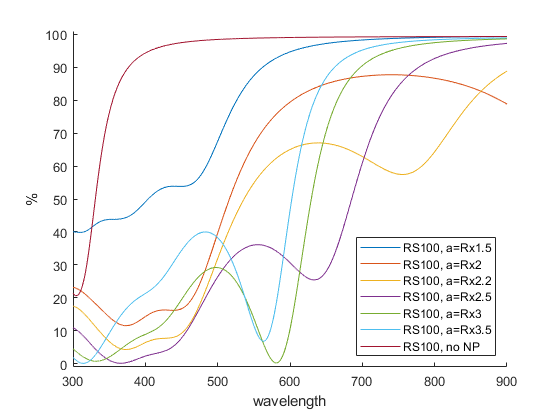 100
90
80
70
60
50
40
30
20
10
0
%
300 400 500 600 700 800 900
wavelength
RS100, a=Rx1.5
RS100, a=Rx2
RS100, a=Rx2.2
RS100, a=Rx2.5
RS100, a=Rx3
RS100, a=Rx3.5
RS100, no NP